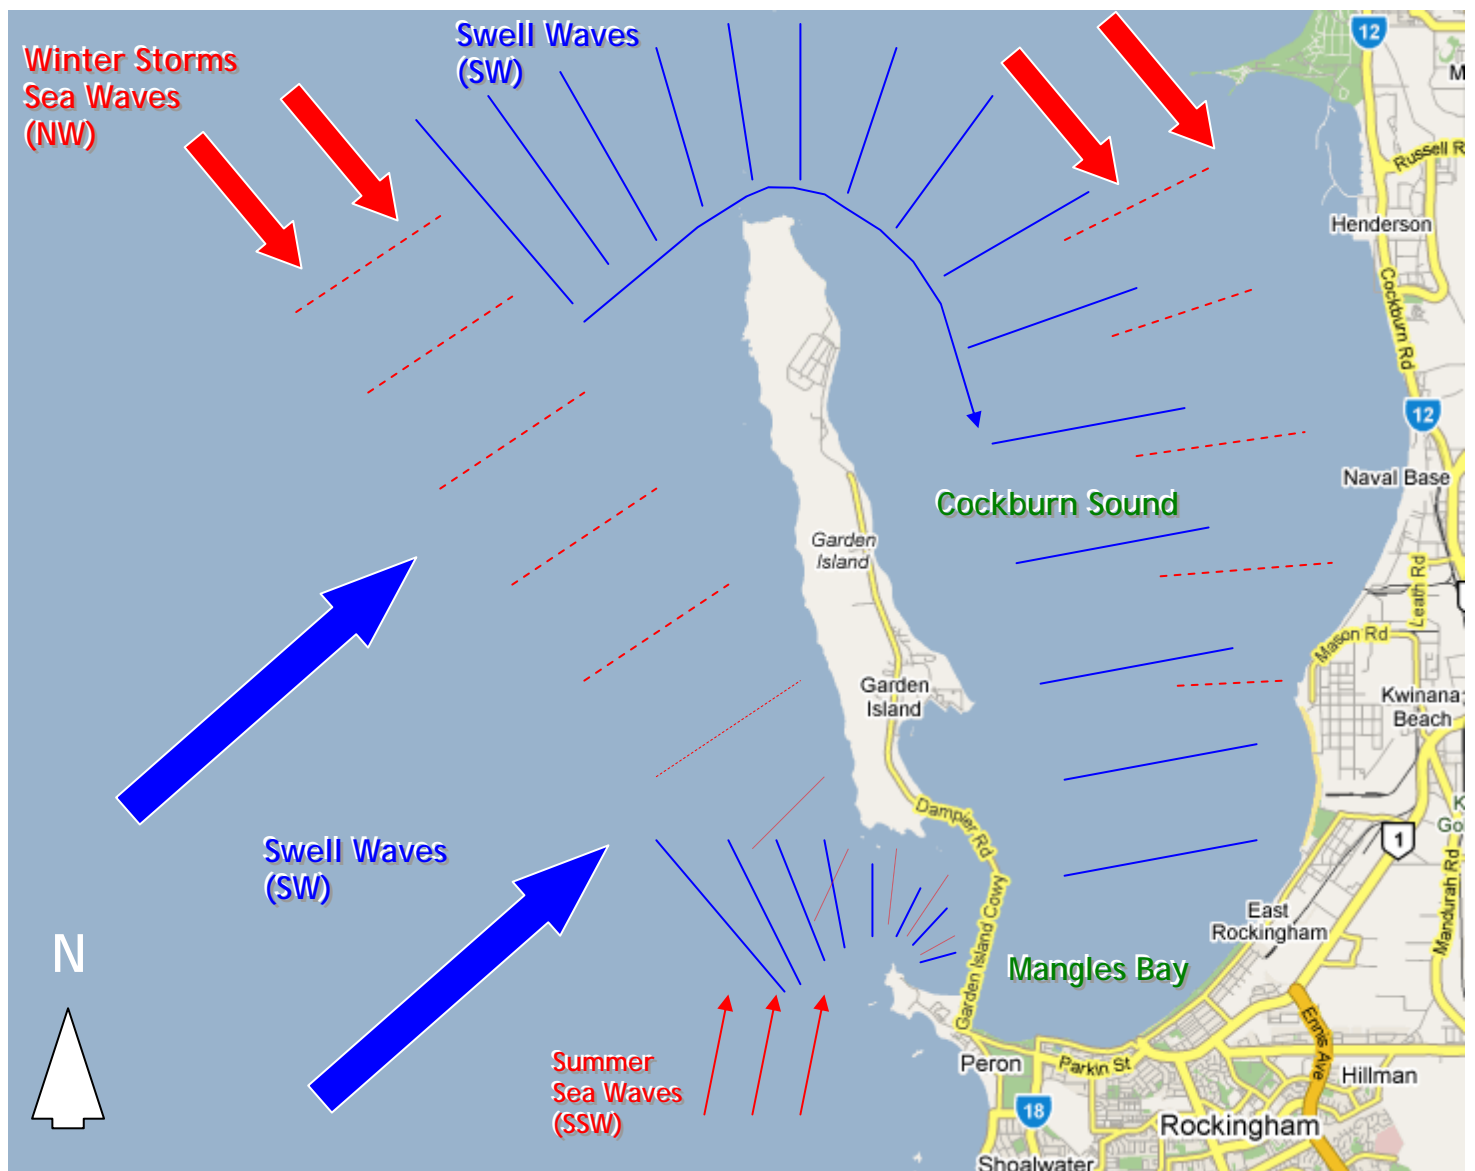 Winter Storms
Sea Waves
(NW)
Swell Waves
(SW)
12
Russell R
Henderson
Cockburn Rd
12
Naval Base
Cockburn Sound
Garden
Island
Leath Rd
Mason Rd
Garden
Island
Kwinana
Beach
Dampier Rd
1
Swell Waves
(SW)
Mandurah Rd
East
Rockingham
Garden Island Cswy
N
Mangles Bay
Ennis Ave
Summer
Sea Waves
(SSW)
Peron
Parkin St
Hillman
18
Rockingham
Shoalwater